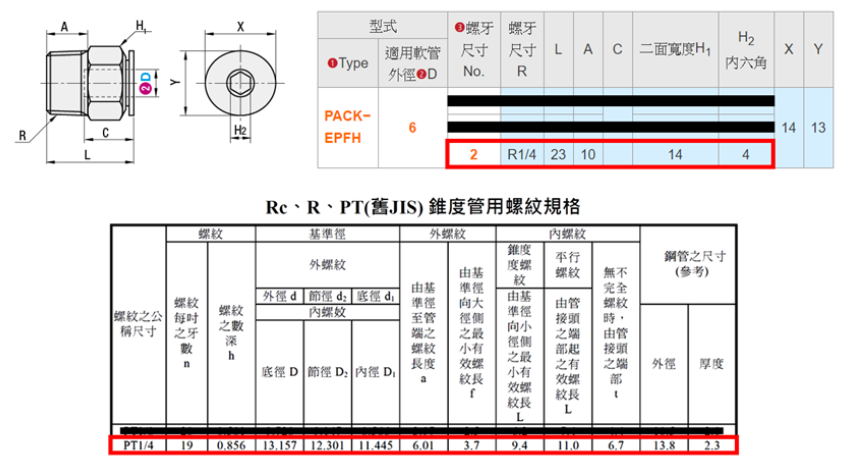 A
H₁
❷D
R
C
L
X
Y
H2
型式
❶Type
適用軟管
外徑❷D
❸螺牙
尺寸
No.
螺牙
尺寸
R
L
A
C
二面寬度H₁
H₂
內六角
X
Y
PACK-
EPFH
6
14
13
2 R1/4 23 10 14 4
Rc、R、PT(舊JIS) 錐度管用螺紋規格
螺紋
基準徑
外螺紋
內螺紋
鋼管之尺寸
(參考)
螺紋之公
稱尺寸
螺紋
每吋
之牙
數
n
螺紋
之數
深
h
外螺紋
外徑 d
節徑 d₂
底徑 d₁
內螺紋
底徑 D
節徑 D₂
內徑 D₁
由基
準徑
至管
端之
螺紋
長度
a
由基
準徑
向大
徑側
之最
小有
效螺
紋長
f
錐度
度螺
紋
由基
準徑
向小
徑側
之最
小有
效螺
紋長
L
平行
螺紋
由管
接頭
之端
部起
之有
效螺
紋長
L
無不
完全
螺紋
時，
由管
接頭
之端
部
t
外徑
厚度
PT1/4 19 0.856 13.157 12.301 11.445 6.01 3.7 9.4 11.0 6.7 13.8 2.3